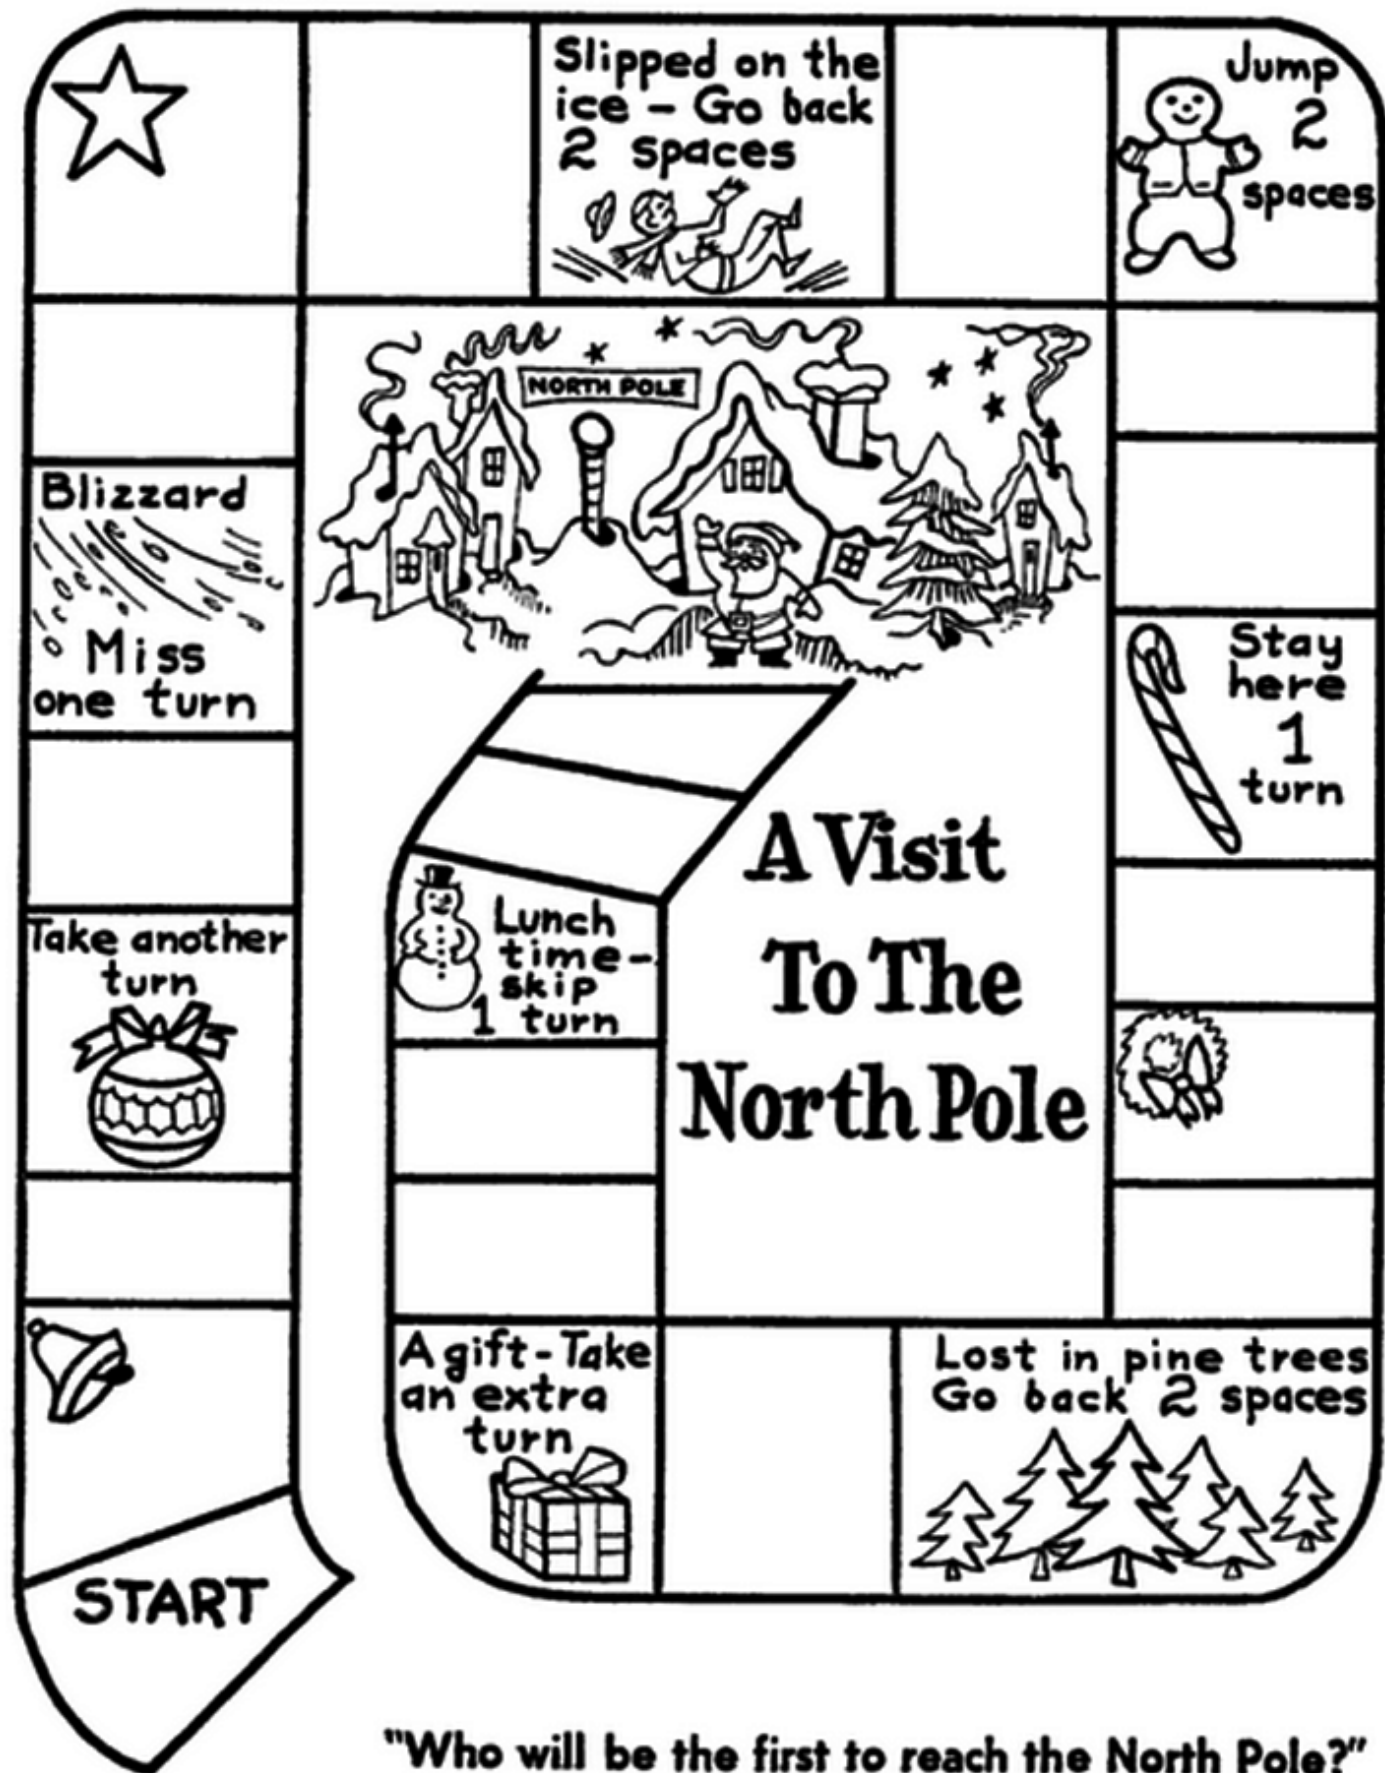 Slipped on the
ice - Go back
2 spaces
Jump
2
spaces
NORTH POLE
Blizzard
Miss
one turn
Stay
here
1
turn
A Visit
To The
North Pole
Take another
turn
Lunch
time-
skip
1 turn
A gift-Take
an extra
turn
Lost in pine trees
Go back 2 spaces
START
"Who will be the first to reach the North Pole?"